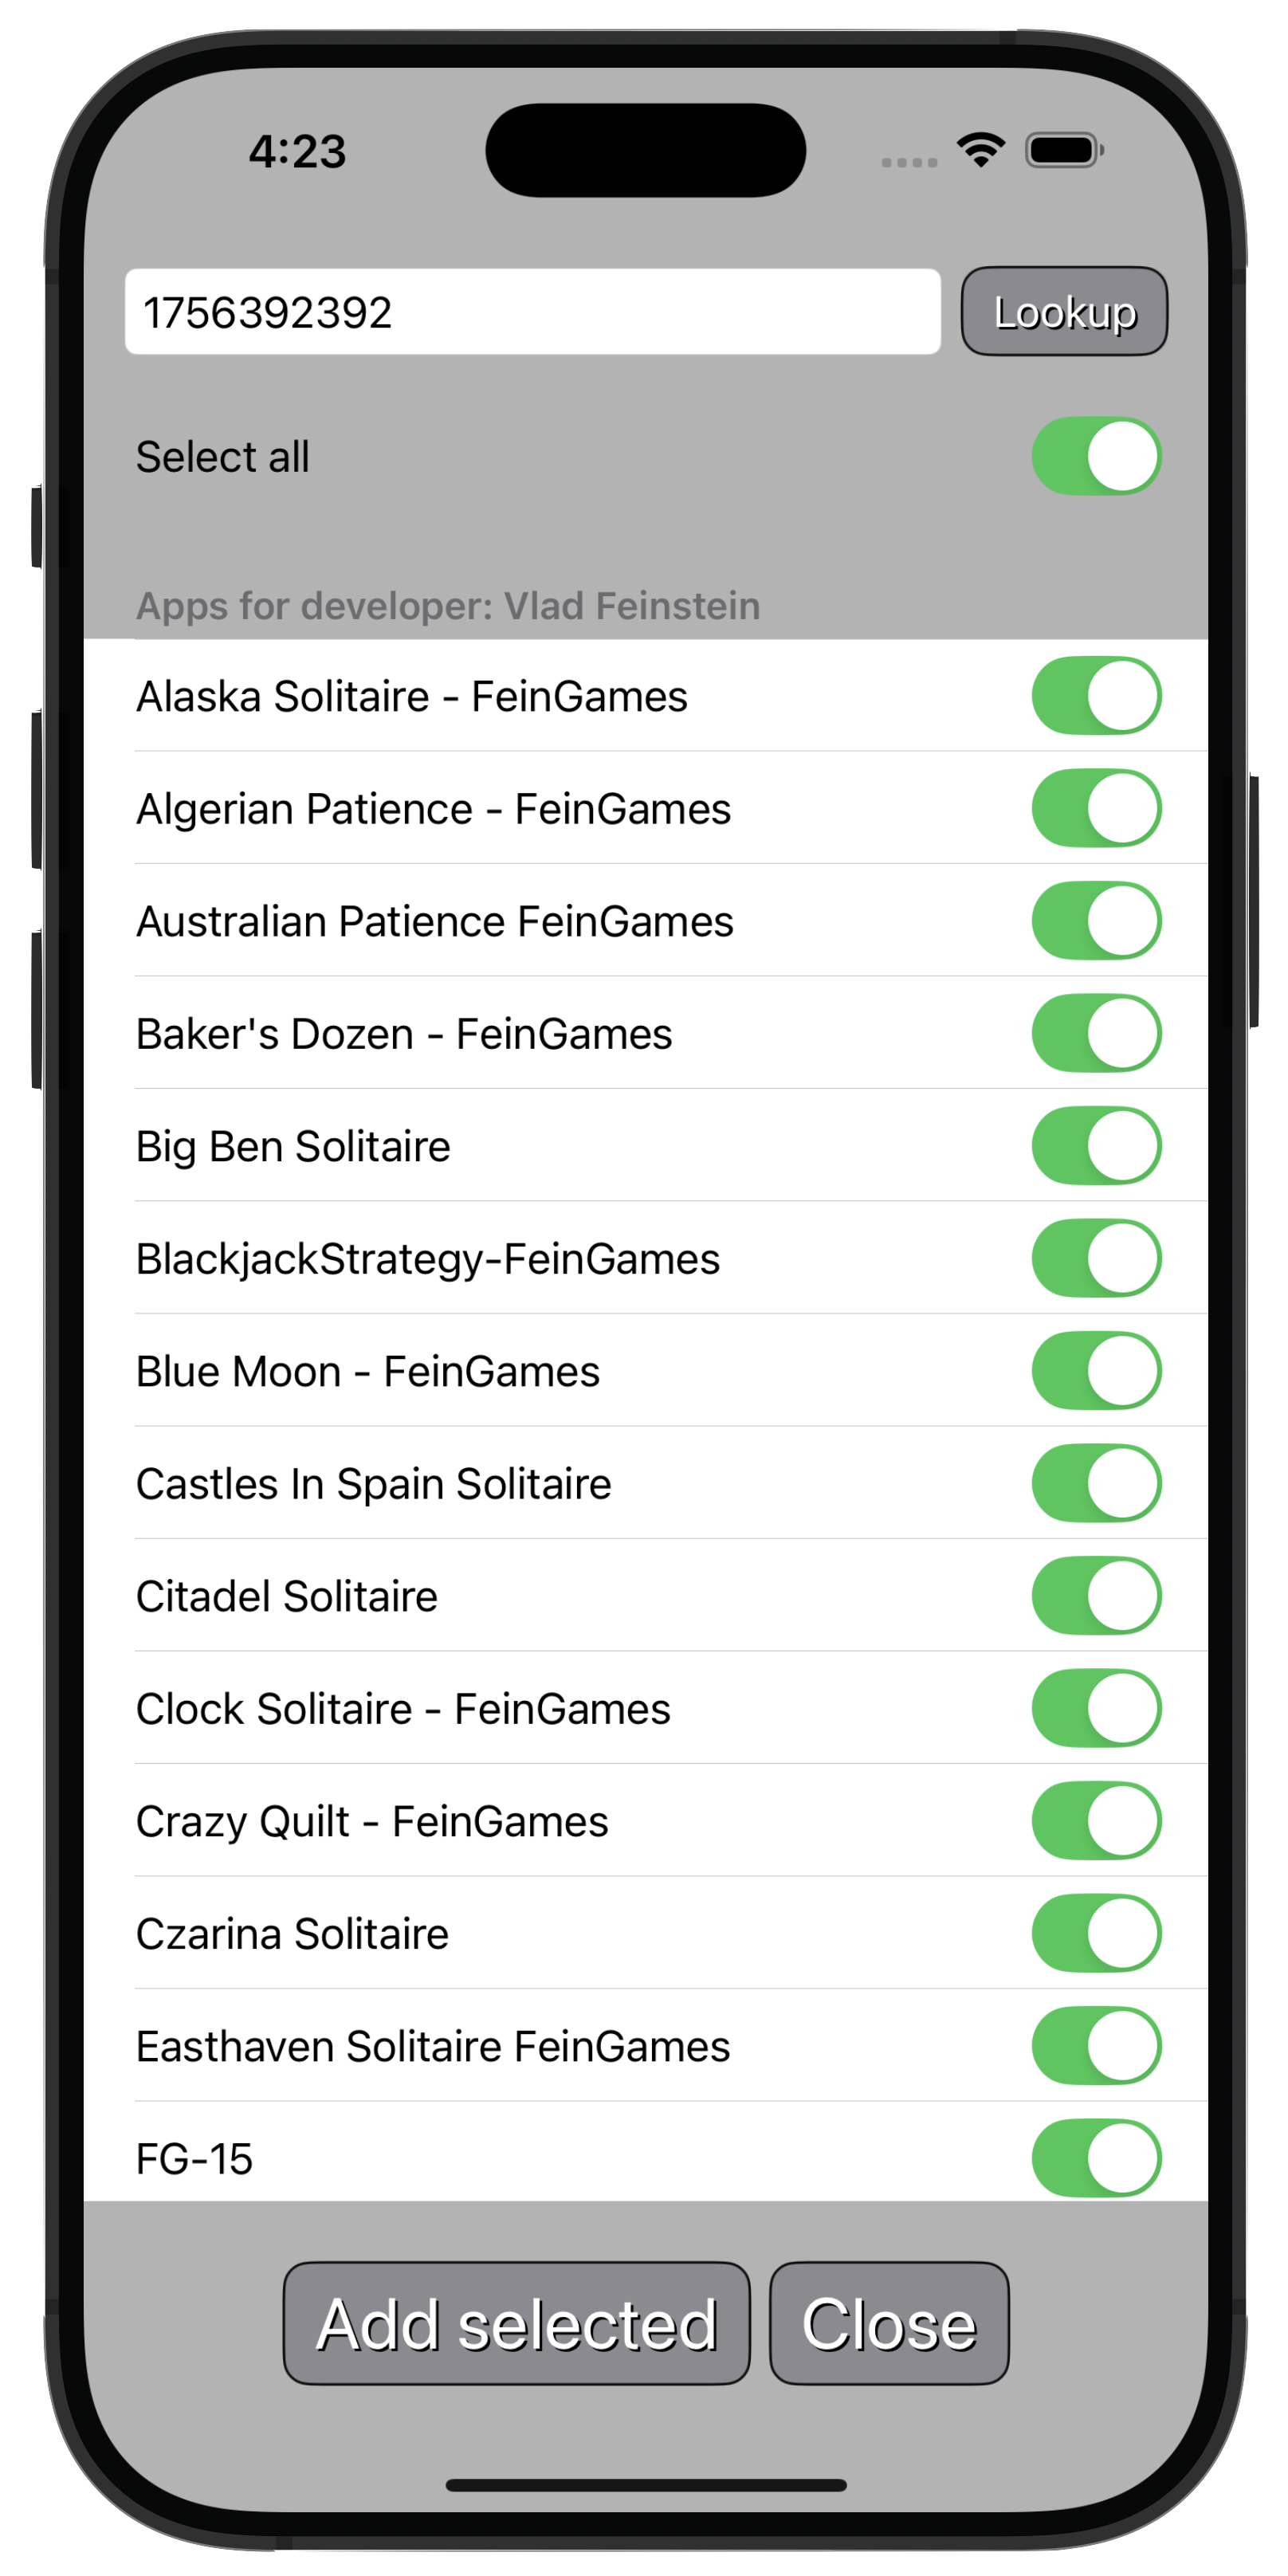 4:23
1756392392
Lookup
Select all
Apps for developer: Vlad Feinstein
Alaska Solitaire - FeinGames
Algerian Patience - FeinGames
Australian Patience FeinGames
Baker's Dozen - FeinGames
Big Ben Solitaire
BlackjackStrategy-FeinGames
Blue Moon - FeinGames
Castles In Spain Solitaire
Citadel Solitaire
Clock Solitaire - FeinGames
Crazy Quilt - FeinGames
Czarina Solitaire
Easthaven Solitaire FeinGames
FG-15
Add selected
Close